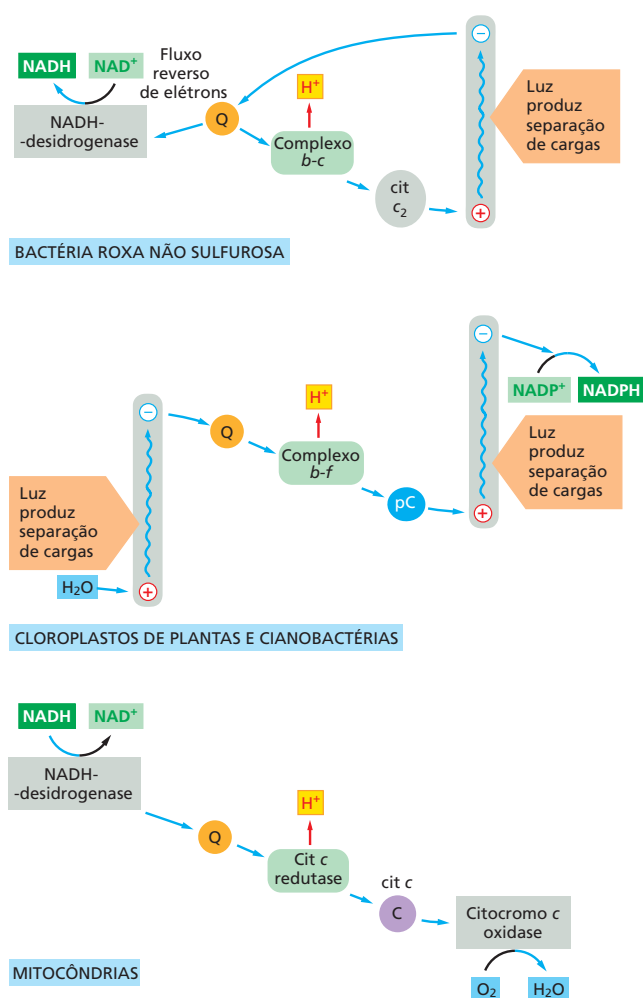 NADH NAD⁺
Fluxo
reverso
de elétrons
NADH-
-desidrogenase
Q
H⁺
Complexo
b-c
cit
c₂
−
+
Luz
produz
separação
de cargas
BACTÉRIA ROXA NÃO SULFUROSA
−
Q
H⁺
Complexo
b-f
pC
−
+
NADP⁺ NADPH
Luz
produz
separação
de cargas
Luz
produz
separação
de cargas
H₂O
+
CLOROPLASTOS DE PLANTAS E CIANOBACTÉRIAS
NADH NAD⁺
NADH-
-desidrogenase
Q
H⁺
Cit c
redutase
cit c
C
Citocromo c
oxidase
O₂ H₂O
MITOCÔNDRIAS